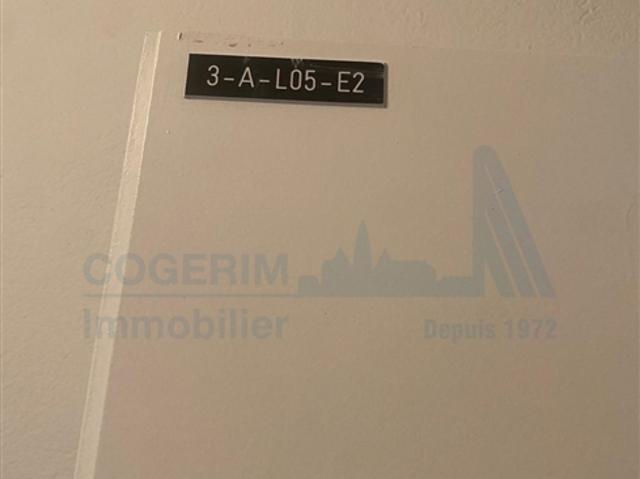 3-A-L05-E2
COGERIM
Immobilier
Depuis 1972